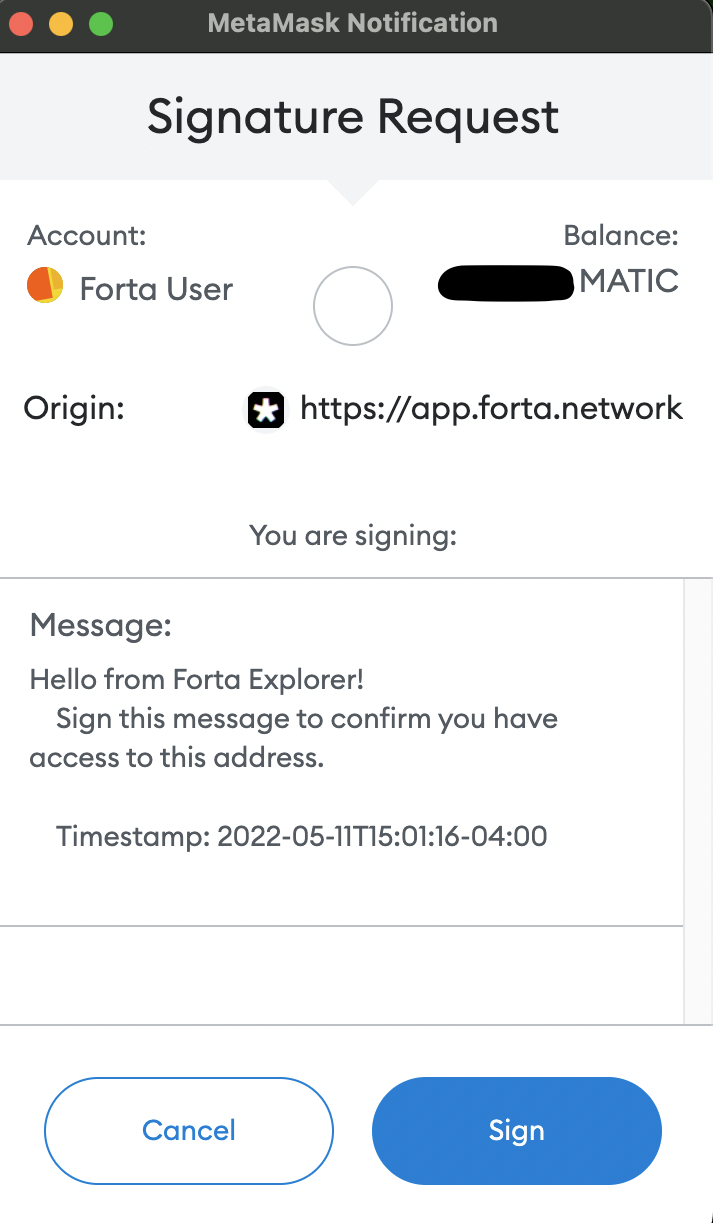 MetaMask Notification
Signature Request
Account:
Balance:
Forta User
MATIC
Origin:
https://app.forta.network
You are signing:
Message:
Hello from Forta Explorer!
Sign this message to confirm you have
access to this address.
Timestamp: 2022-05-11T15:01:16-04:00
Cancel
Sign